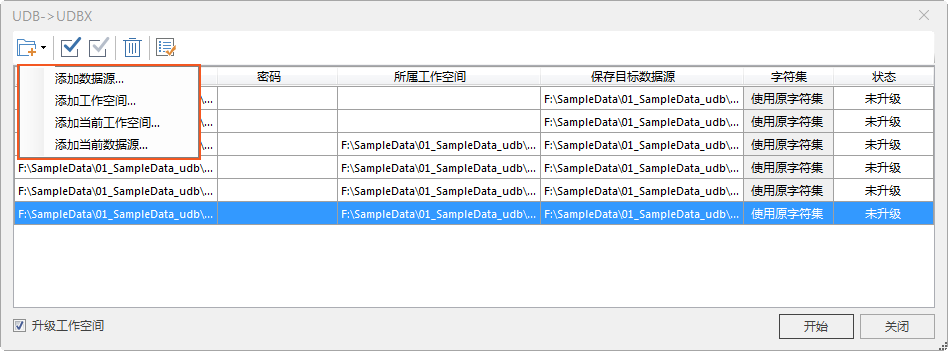 UDB->UDBX
密码 所属工作空间 保存目标数据源 字符集 状态
添加数据源...
添加工作空间...
添加当前工作空间...
添加当前数据源...
b\... F:\SampleData\01_SampleData_udb\... 使用原字符集 未升级
b\... F:\SampleData\01_SampleData_udb\... 使用原字符集 未升级
b\... F:\SampleData\01_SampleData_udb\... F:\SampleData\01_SampleData_udb\... 使用原字符集 未升级
F:\SampleData\01_SampleData_udb\... F:\SampleData\01_SampleData_udb\... F:\SampleData\01_SampleData_udb\... 使用原字符集 未升级
F:\SampleData\01_SampleData_udb\... F:\SampleData\01_SampleData_udb\... F:\SampleData\01_SampleData_udb\... 使用原字符集 未升级
F:\SampleData\01_SampleData_udb\... F:\SampleData\01_SampleData_udb\... F:\SampleData\01_SampleData_udb\... 使用原字符集 未升级
升级工作空间 开始 关闭